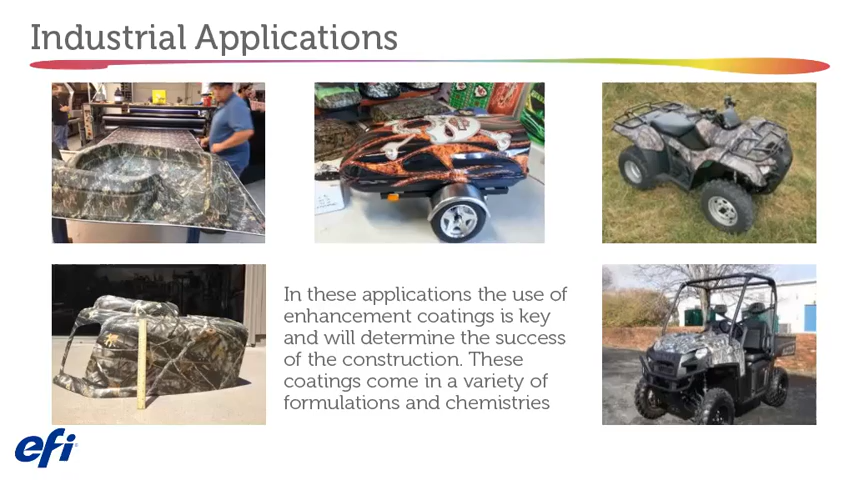 Industrial Applications
In these applications the use of
enhancement coatings is key
and will determine the success
of the construction. These
coatings come in a variety of
formulations and chemistries
efi